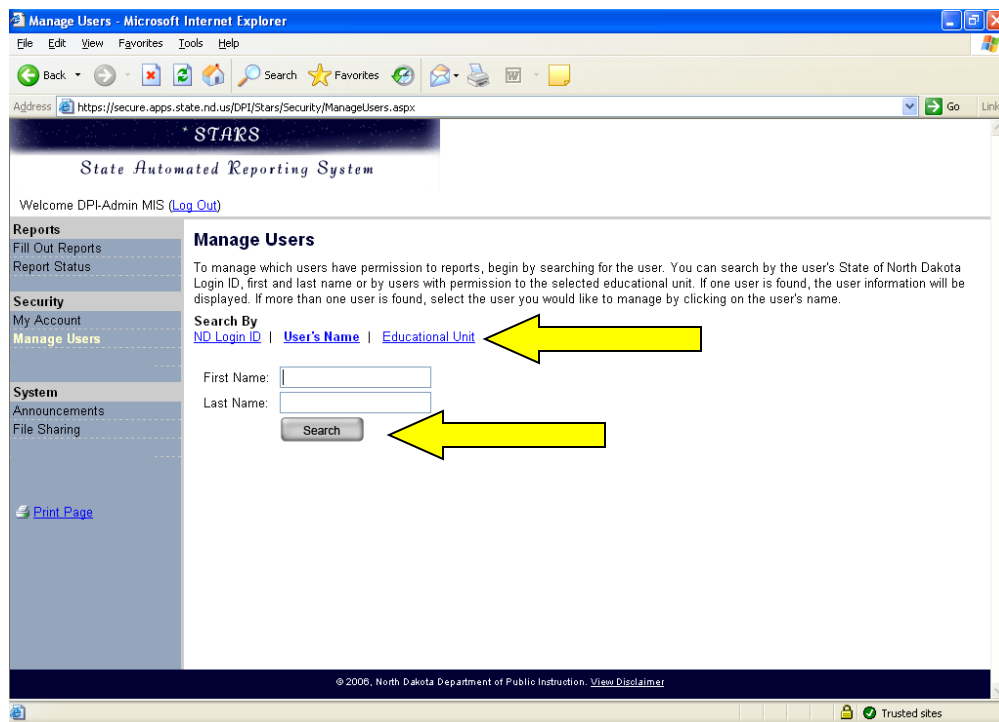 Manage Users - Microsoft Internet Explorer
File Edit View Favorites Tools Help
Back Search Favorites
Address https://secure.apps.state.nd.us/DPI/Stars/Security/ManageUsers.aspx Go Link
STARS
State Automated Reporting System
Welcome DPI-Admin MIS (Log Out)
Reports
Fill Out Reports
Report Status
Security
My Account
Manage Users
System
Announcements
File Sharing
Print Page
Manage Users
To manage which users have permission to reports, begin by searching for the user. You can search by the user's State of North Dakota
Login ID, first and last name or by users with permission to the selected educational unit. If one user is found, the user information will be
displayed. If more than one user is found, select the user you would like to manage by clicking on the user's name.
Search By
ND Login ID | User's Name | Educational Unit
First Name:
Last Name:
Search
© 2006, North Dakota Department of Public Instruction. View Disclaimer
Trusted sites